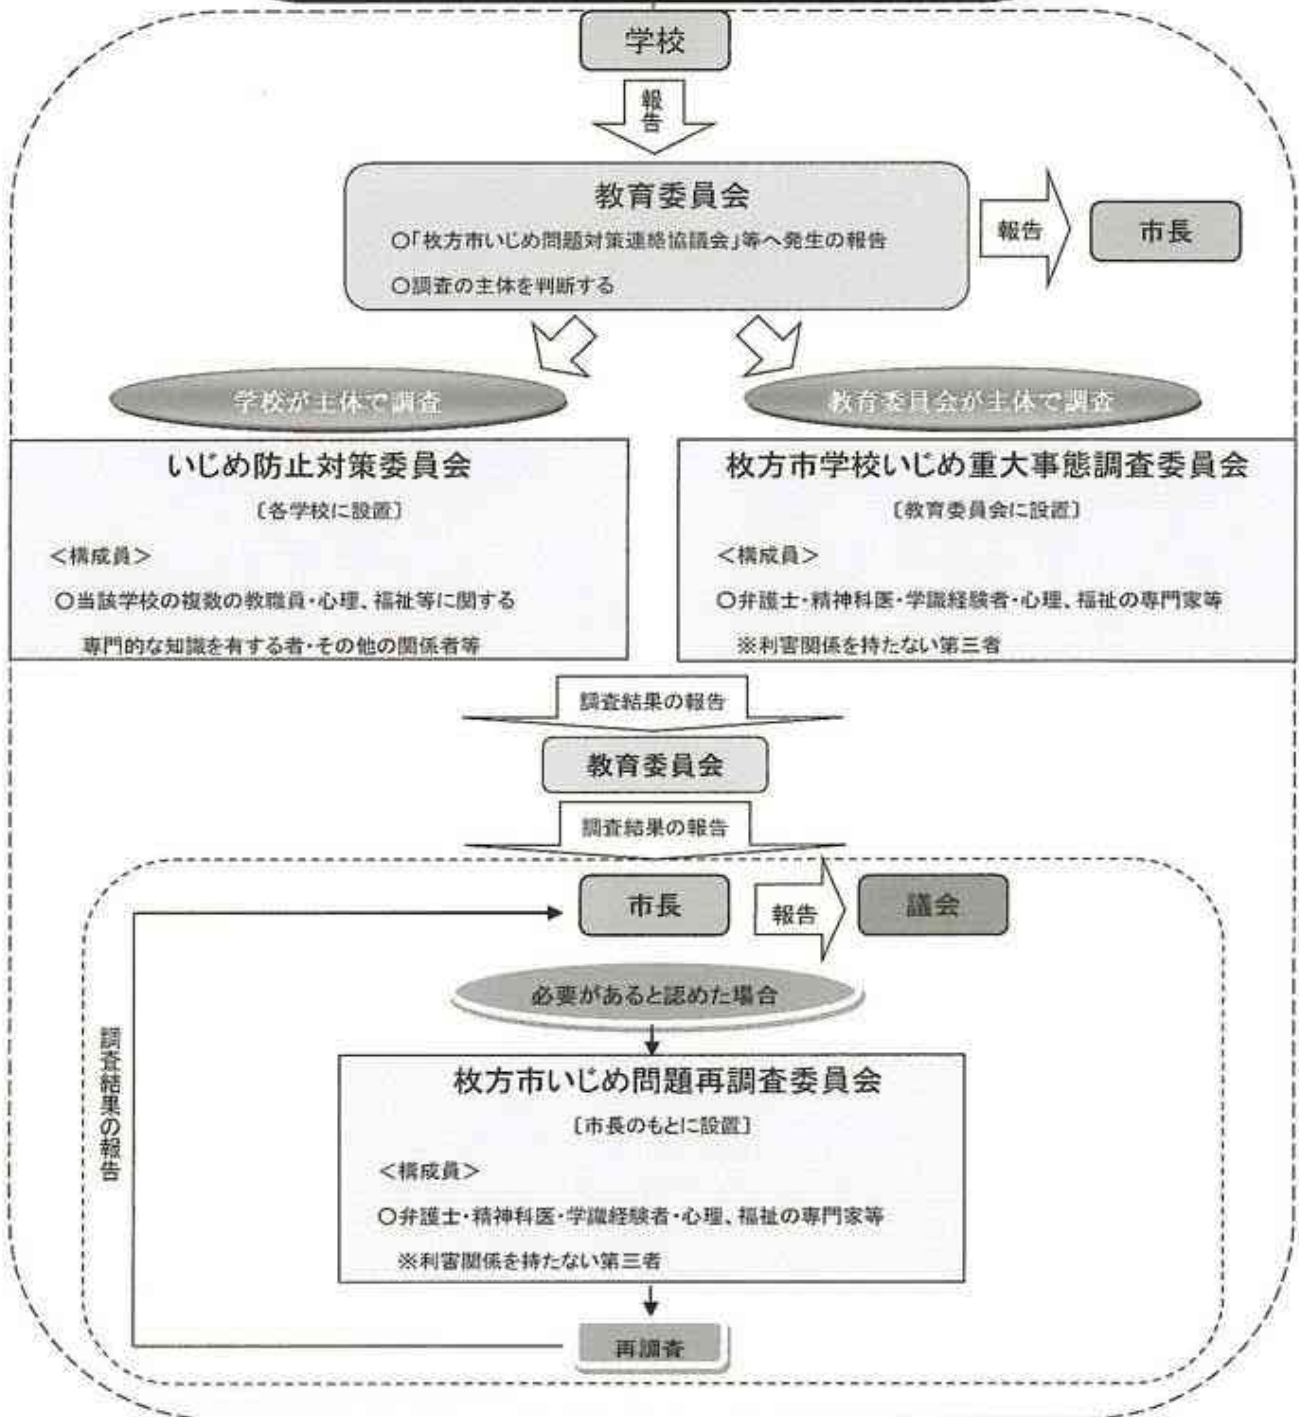 学校
報告
教育委員会
○「枚方市いじめ問題対策連絡協議会」等へ発生の報告
○調査の主体を判断する
報告
市長
学校が主体で調査
教育委員会が主体で調査
いじめ防止対策委員会
〔各学校に設置〕
＜構成員＞
○当該学校の複数の教職員・心理、福祉等に関する
専門的な知識を有する者・その他の関係者等
枚方市学校いじめ重大事態調査委員会
〔教育委員会に設置〕
＜構成員＞
○弁護士・精神科医・学識経験者・心理、福祉の専門家等
※利害関係を持たない第三者
調査結果の報告
教育委員会
調査結果の報告
市長
報告
議会
必要があると認めた場合
枚方市いじめ問題再調査委員会
〔市長のもとに設置〕
＜構成員＞
○弁護士・精神科医・学識経験者・心理、福祉の専門家等
※利害関係を持たない第三者
再調査
調査結果の報告